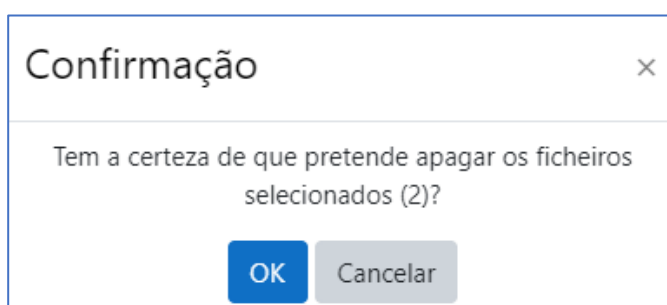 Confirmação ×
Tem a certeza de que pretende apagar os ficheiros
selecionados (2)?
OK Cancelar